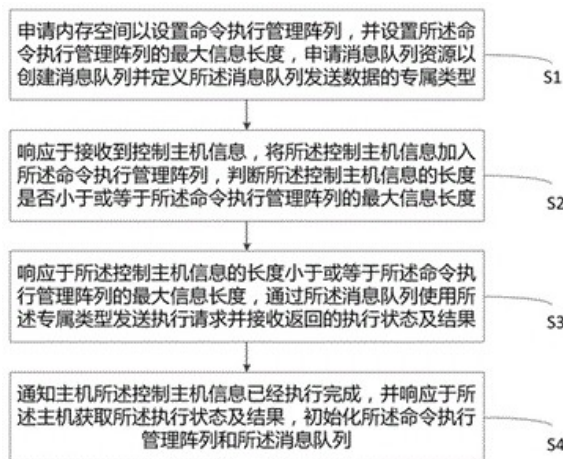 申请内存空间以设置命令执行管理阵列，并设置所述命
令执行管理阵列的最大信息长度，申请消息队列资源以
创建消息队列并定义所述消息队列发送数据的专属类型
S1
响应于接收到控制主机信息，将所述控制主机信息加入
所述命令执行管理阵列，判断所述控制主机信息的长度
是否小于或等于所述命令执行管理阵列的最大信息长度
S2
响应于所述控制主机信息的长度小于或等于所述命令执
行管理阵列的最大信息长度，通过所述消息队列使用所
述专属类型发送执行请求并接收返回的执行状态及结果
S3
通知主机所述控制主机信息已经执行完成，并响应于所
述主机获取所述执行状态及结果，初始化所述命令执行
管理阵列和所述消息队列
S4